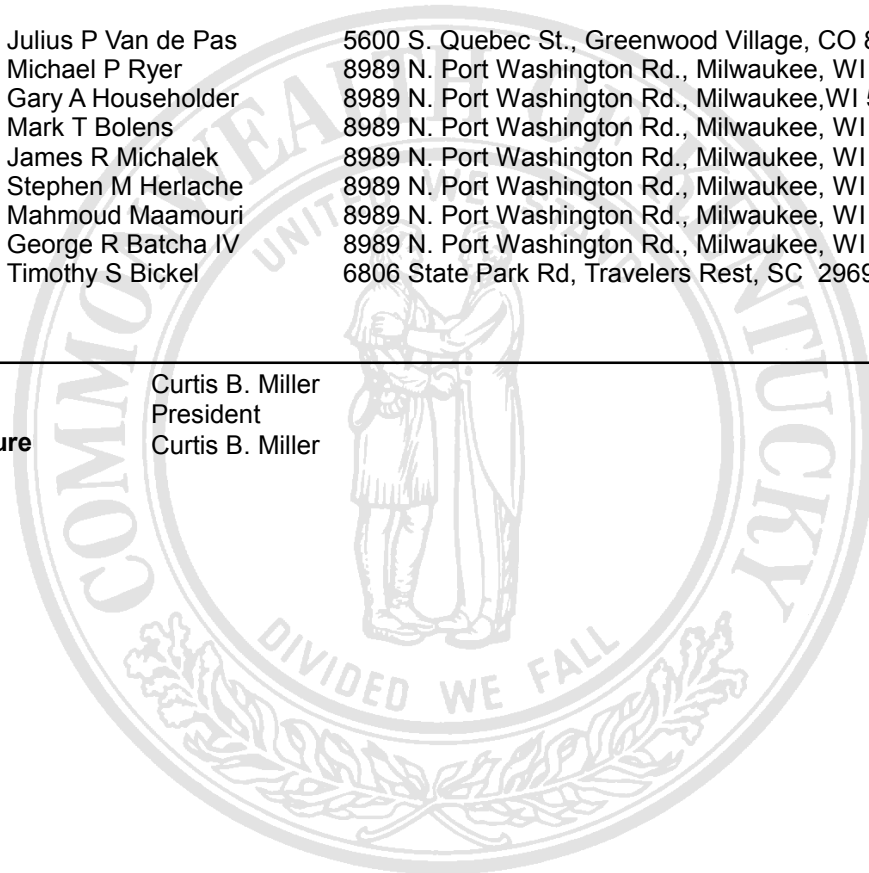 Julius P Van de Pas 5600 S. Quebec St., Greenwood Village, CO
Michael P Ryer 8989 N. Port Washington Rd., Milwaukee, WI
Gary A Householder 8989 N. Port Washington Rd., Milwaukee,WI
Mark T Bolens 8989 N. Port Washington Rd., Milwaukee, WI
James R Michalek 8989 N. Port Washington Rd., Milwaukee, WI
Stephen M Herlache 8989 N. Port Washington Rd., Milwaukee, WI
Mahmoud Maamouri 8989 N. Port Washington Rd., Milwaukee, WI
George R Batcha IV 8989 N. Port Washington Rd., Milwaukee, WI
Timothy S Bickel 6806 State Park Rd, Travelers Rest, SC 2969
Curtis B. Miller
President
ure Curtis B. Miller
COMMONWEALTH OF KENTUCKY
UNITED WE STAND
DIVIDED WE FALL